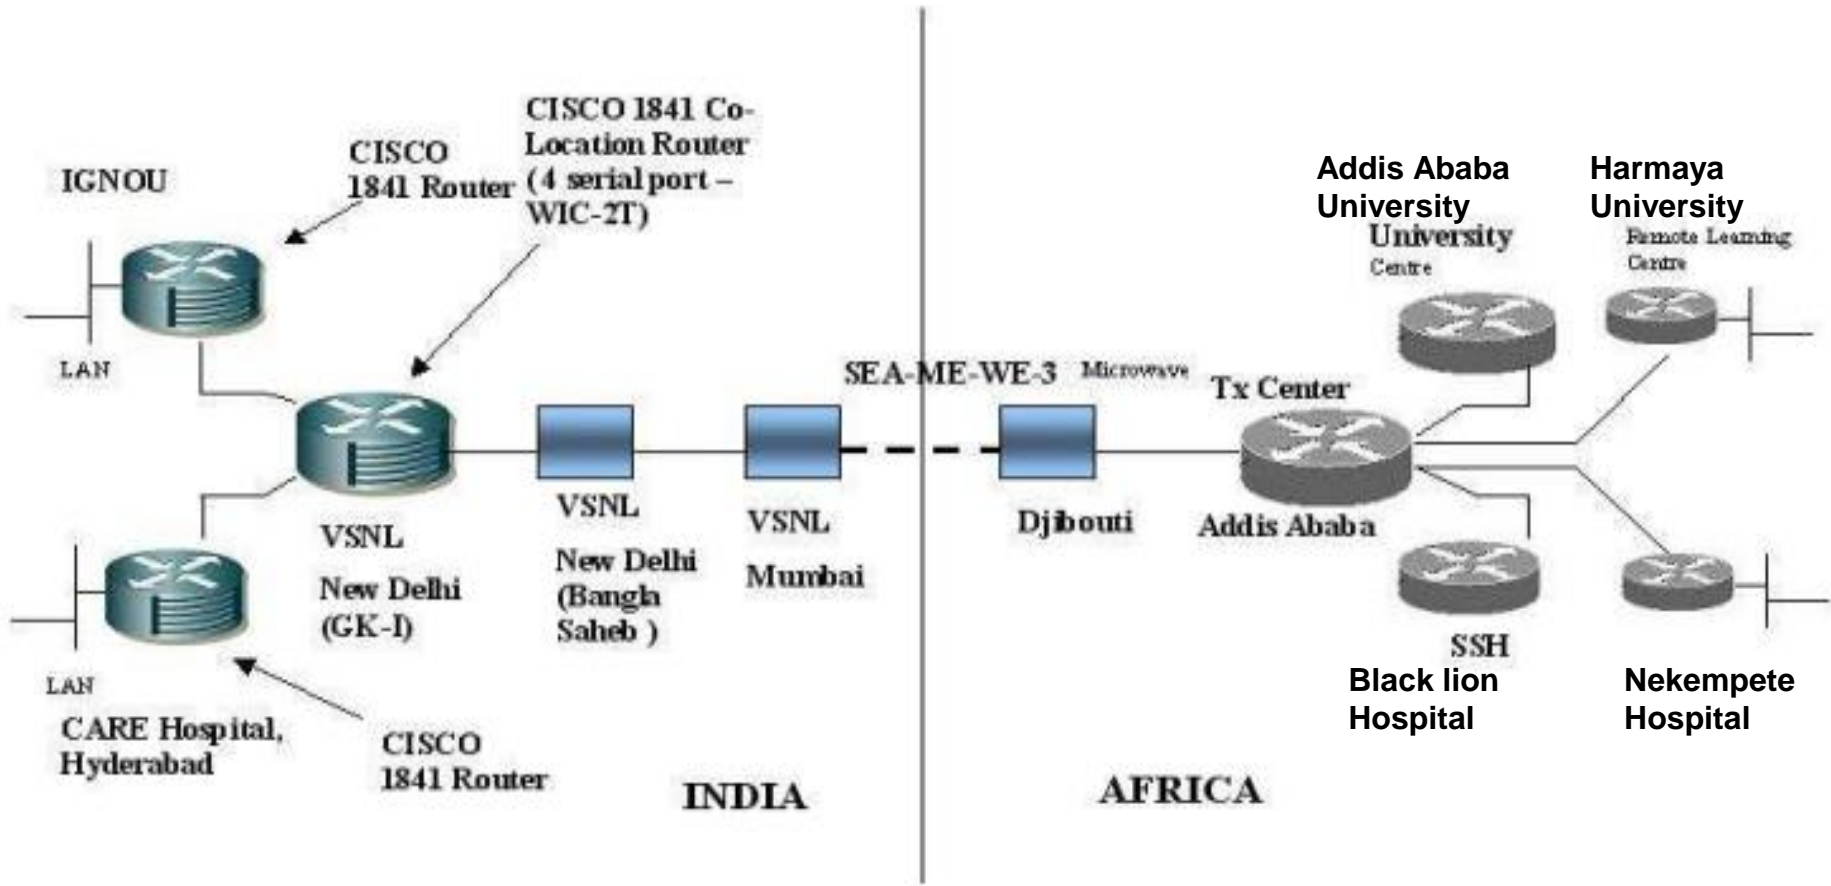 IGNOU
CISCO
1841 Router
CISCO 1841 Co-
Location Router
(4 serial port –
WIC-2T)
LAN
VSNL
New Delhi
(GK-I)
VSNL
New Delhi
(Bangla
Saheb )
VSNL
Mumbai
LAN
CARE Hospital,
Hyderabad
CISCO
1841 Router
INDIA
SEA-ME-WE-3
Microwave
Djibouti
Tx Center
Addis Ababa
Addis Ababa
University
University
Centre
Harmaya
University
Remote Learning
Centre
SSH
Black lion
Hospital
Nekempete
Hospital
AFRICA